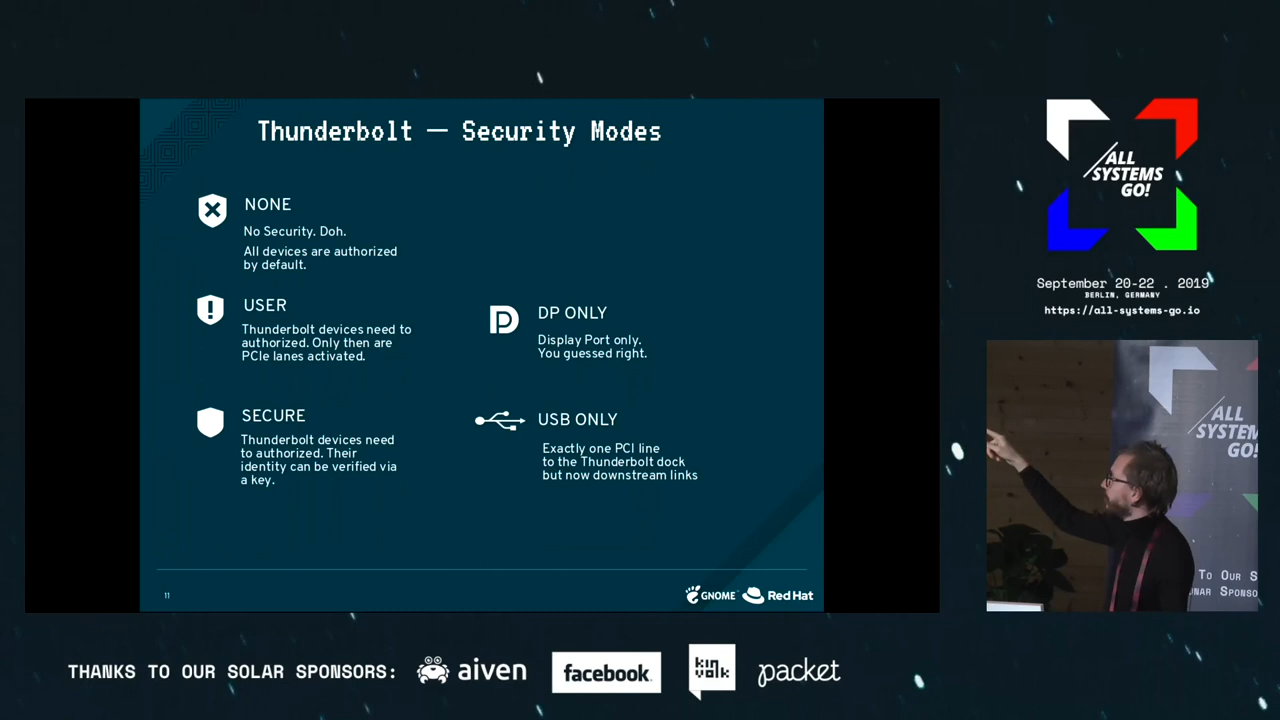 Thunderbolt — Security Modes
NONE
No Security. Doh.
All devices are authorized
by default.
USER
Thunderbolt devices need to
authorized. Only then are
PCIe lanes activated.
SECURE
Thunderbolt devices need
to authorized. Their
identity can be verified via
a key.
DP ONLY
Display Port only.
You guessed right.
USB ONLY
Exactly one PCI line
to the Thunderbolt dock
but now downstream links
11
GNOME
Red Hat
ALL
SYSTEMS
GO!
September 20-22 . 2019
BERLIN, GERMANY
https://all-systems-go.io
ALL
SYSTEM
GO!
To Our S
unar Sponso
THANKS TO OUR SOLAR SPONSORS:
aiven
facebook.
kinvolk
packet